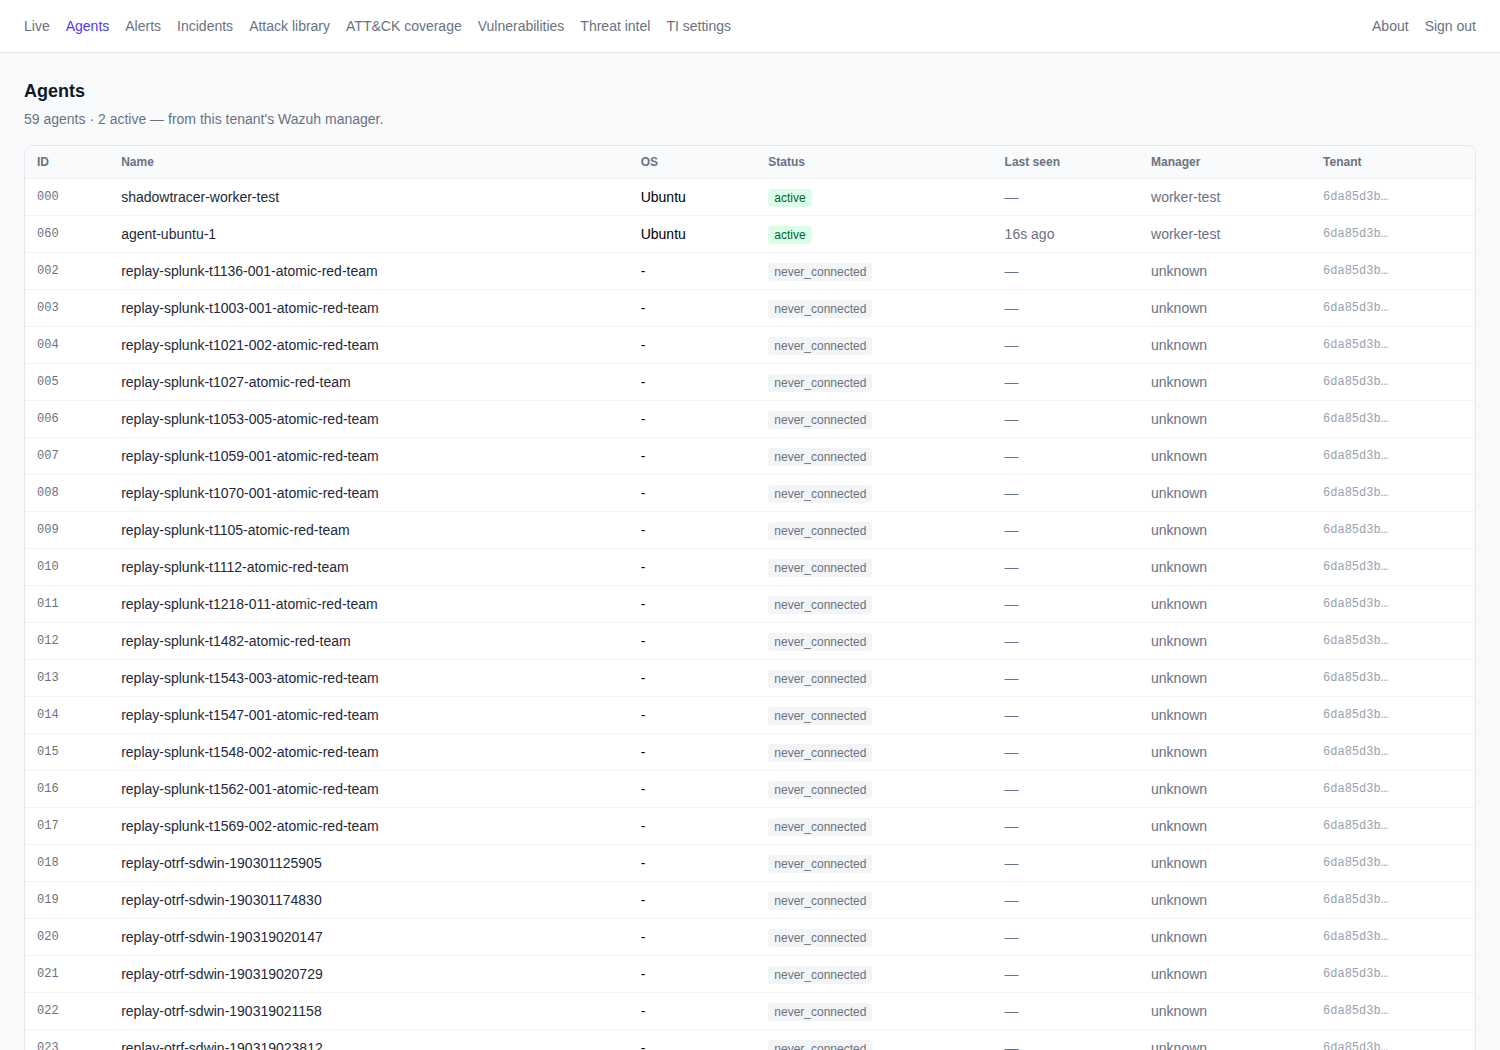 Live Agents Alerts Incidents Attack library ATT&CK coverage Vulnerabilities Threat intel TI settings About Sign out
Agents
59 agents · 2 active — from this tenant's Wazuh manager.
ID Name OS Status Last seen Manager Tenant
000 shadowtracer-worker-test Ubuntu active — worker-test 6da85d3b…
060 agent-ubuntu-1 Ubuntu active 16s ago worker-test 6da85d3b…
002 replay-splunk-t1136-001-atomic-red-team - never_connected — unknown 6da85d3b…
003 replay-splunk-t1003-001-atomic-red-team - never_connected — unknown 6da85d3b…
004 replay-splunk-t1021-002-atomic-red-team - never_connected — unknown 6da85d3b…
005 replay-splunk-t1027-atomic-red-team - never_connected — unknown 6da85d3b…
006 replay-splunk-t1053-005-atomic-red-team - never_connected — unknown 6da85d3b…
007 replay-splunk-t1059-001-atomic-red-team - never_connected — unknown 6da85d3b…
008 replay-splunk-t1070-001-atomic-red-team - never_connected — unknown 6da85d3b…
009 replay-splunk-t1105-atomic-red-team - never_connected — unknown 6da85d3b…
010 replay-splunk-t1112-atomic-red-team - never_connected — unknown 6da85d3b…
011 replay-splunk-t1218-011-atomic-red-team - never_connected — unknown 6da85d3b…
012 replay-splunk-t1482-atomic-red-team - never_connected — unknown 6da85d3b…
013 replay-splunk-t1543-003-atomic-red-team - never_connected — unknown 6da85d3b…
014 replay-splunk-t1547-001-atomic-red-team - never_connected — unknown 6da85d3b…
015 replay-splunk-t1548-002-atomic-red-team - never_connected — unknown 6da85d3b…
016 replay-splunk-t1562-001-atomic-red-team - never_connected — unknown 6da85d3b…
017 replay-splunk-t1569-002-atomic-red-team - never_connected — unknown 6da85d3b…
018 replay-otrf-sdwin-190301125905 - never_connected — unknown 6da85d3b…
019 replay-otrf-sdwin-190301174830 - never_connected — unknown 6da85d3b…
020 replay-otrf-sdwin-190319020147 - never_connected — unknown 6da85d3b…
021 replay-otrf-sdwin-190319020729 - never_connected — unknown 6da85d3b…
022 replay-otrf-sdwin-190319021158 - never_connected — unknown 6da85d3b…
023 replay-otrf-sdwin-190319023812 - never_connected — unknown 6da85d3b…